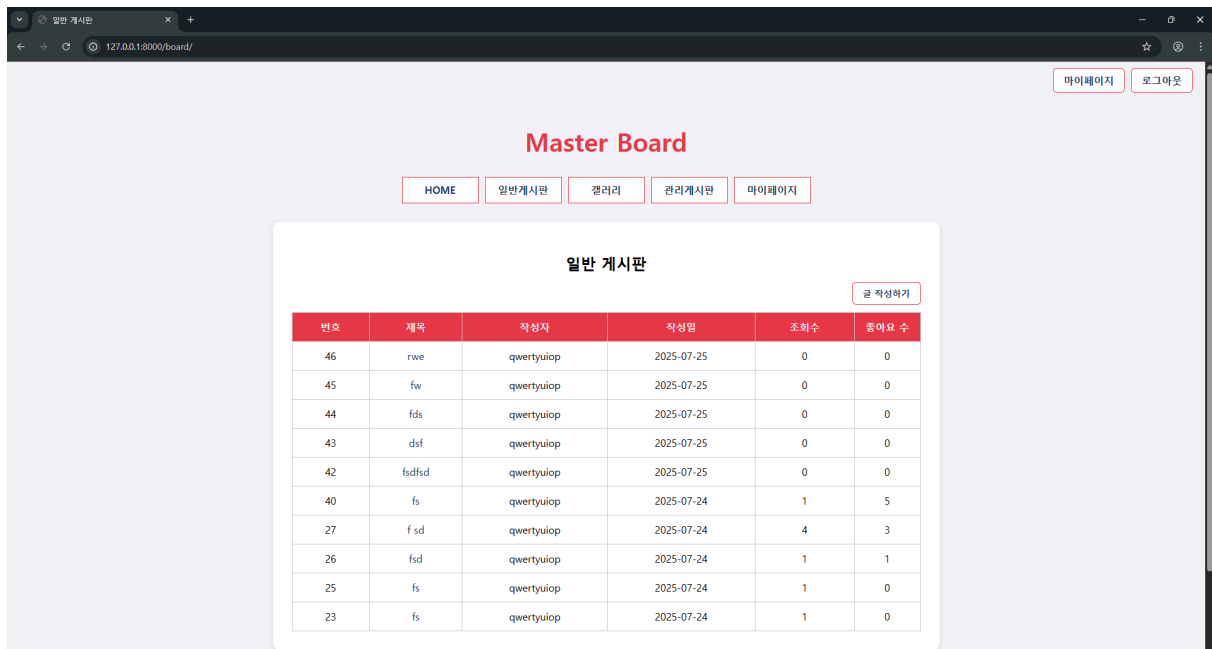 일반 게시판
127.0.0.1:8000/board/
마이페이지 로그아웃
Master Board
HOME 일반게시판 갤러리 관리게시판 마이페이지
일반 게시판
글 작성하기
번호 제목 작성자 작성일 조회수 좋아요 수
46 rwe qwertyuiop 2025-07-25 0 0
45 fw qwertyuiop 2025-07-25 0 0
44 fds qwertyuiop 2025-07-25 0 0
43 dsf qwertyuiop 2025-07-25 0 0
42 fsdfsd qwertyuiop 2025-07-25 0 0
40 fs qwertyuiop 2025-07-24 1 5
27 f sd qwertyuiop 2025-07-24 4 3
26 fsd qwertyuiop 2025-07-24 1 1
25 fs qwertyuiop 2025-07-24 1 0
23 fs qwertyuiop 2025-07-24 1 0